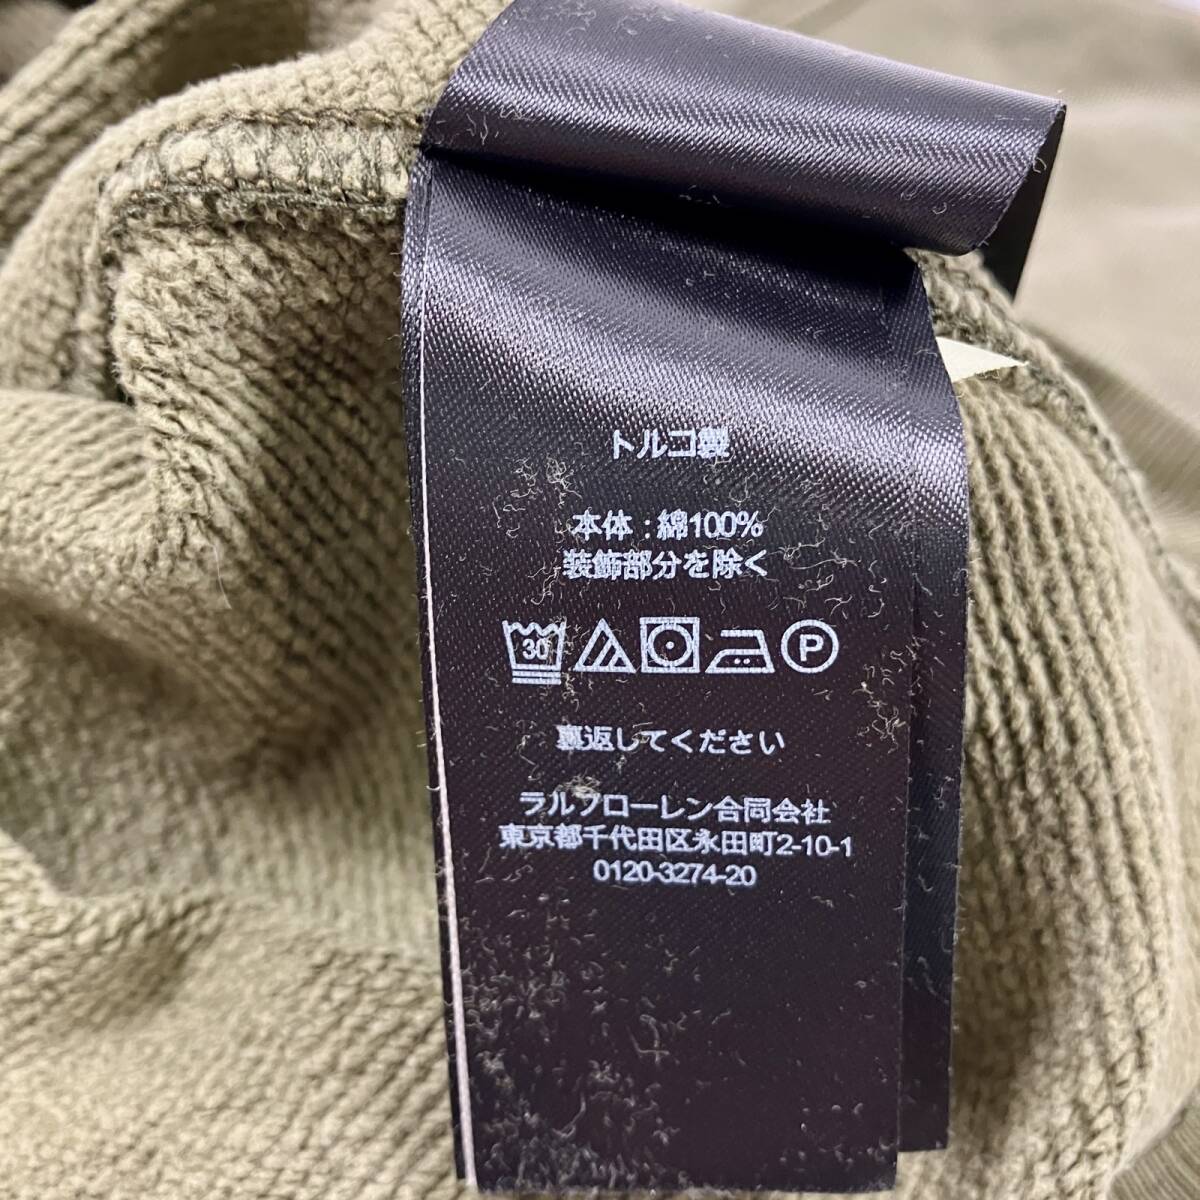 トルコ製
本体 : 綿100%
装飾部分を除く
30 P
裏返してください
ラルフローレン合同会社
東京都千代田区永田町2-10-1
0120-3274-20